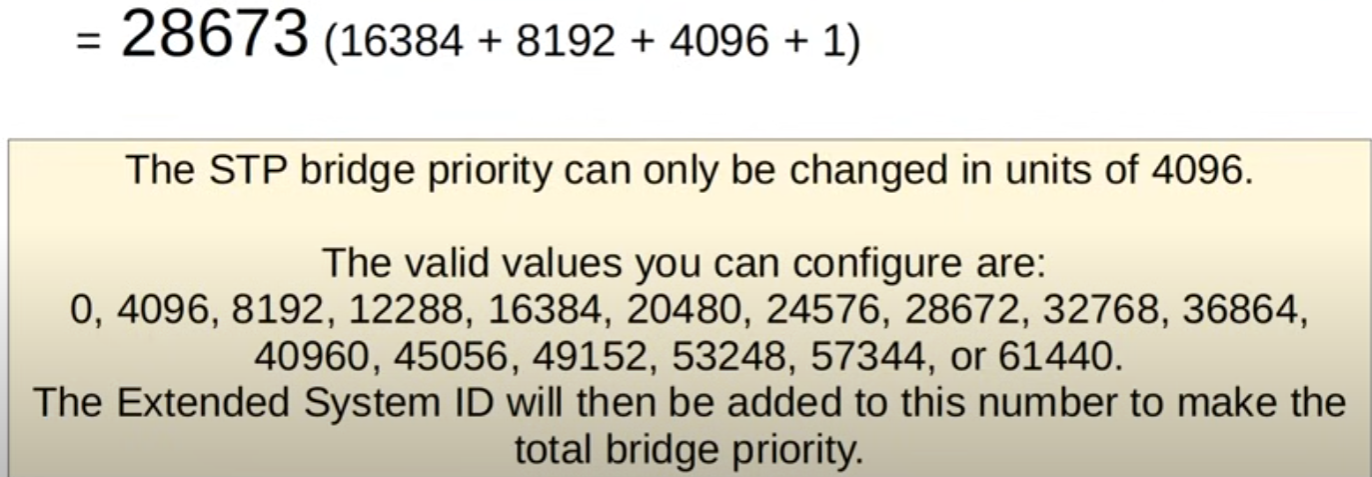 = 28673 (16384 + 8192 + 4096 + 1)
The STP bridge priority can only be changed in units of 4096.
The valid values you can configure are:
0, 4096, 8192, 12288, 16384, 20480, 24576, 28672, 32768, 36864,
40960, 45056, 49152, 53248, 57344, or 61440.
The Extended System ID will then be added to this number to make the
total bridge priority.